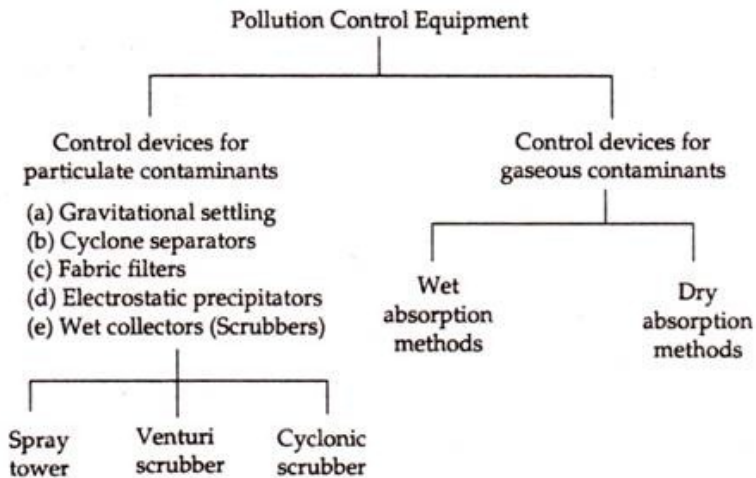 Pollution Control Equipment
Control devices for
particulate contaminants
(a) Gravitational settling
(b) Cyclone separators
(c) Fabric filters
(d) Electrostatic precipitators
(e) Wet collectors (Scrubbers)
Spray
tower
Venturi
scrubber
Cyclonic
scrubber
Control devices for
gaseous contaminants
Wet
absorption
methods
Dry
absorption
methods